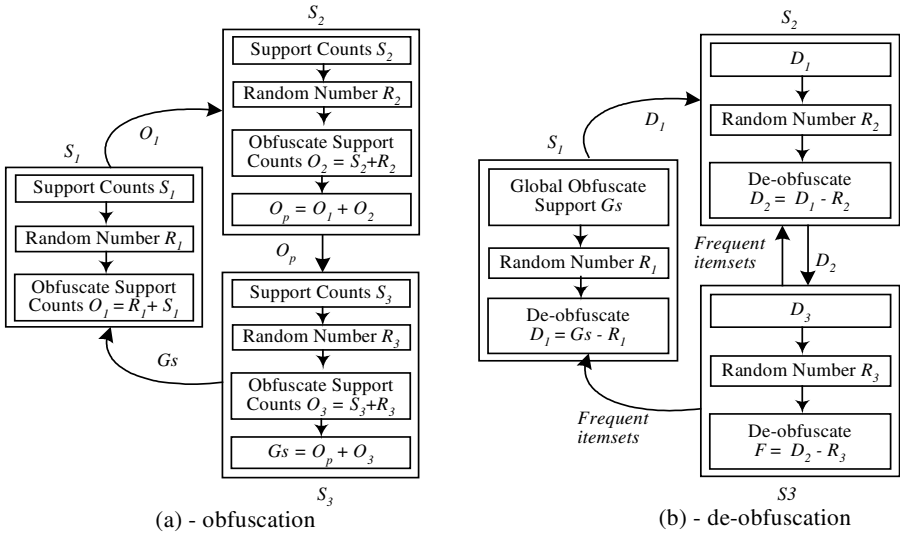 S2
Support Counts S2
Random Number R2
Obfuscate Support
Counts O2 = S2+R2
Op = O1 + O2
O1
S1
Support Counts S1
Random Number R1
Obfuscate Support
Counts O1 = R1+ S1
Op
Support Counts S3
Random Number R3
Obfuscate Support
Counts O3 = S3+R3
Gs = Op + O3
Gs
S3
(a) - obfuscation
S2
D1
Random Number R2
De-obfuscate
D2 = D1 - R2
D1
S1
Global Obfuscate
Support Gs
Random Number R1
De-obfuscate
D1 = Gs - R1
Frequent
itemsets
D2
D3
Random Number R3
De-obfuscate
F = D2 - R3
Frequent
itemsets
S3
(b) - de-obfuscation